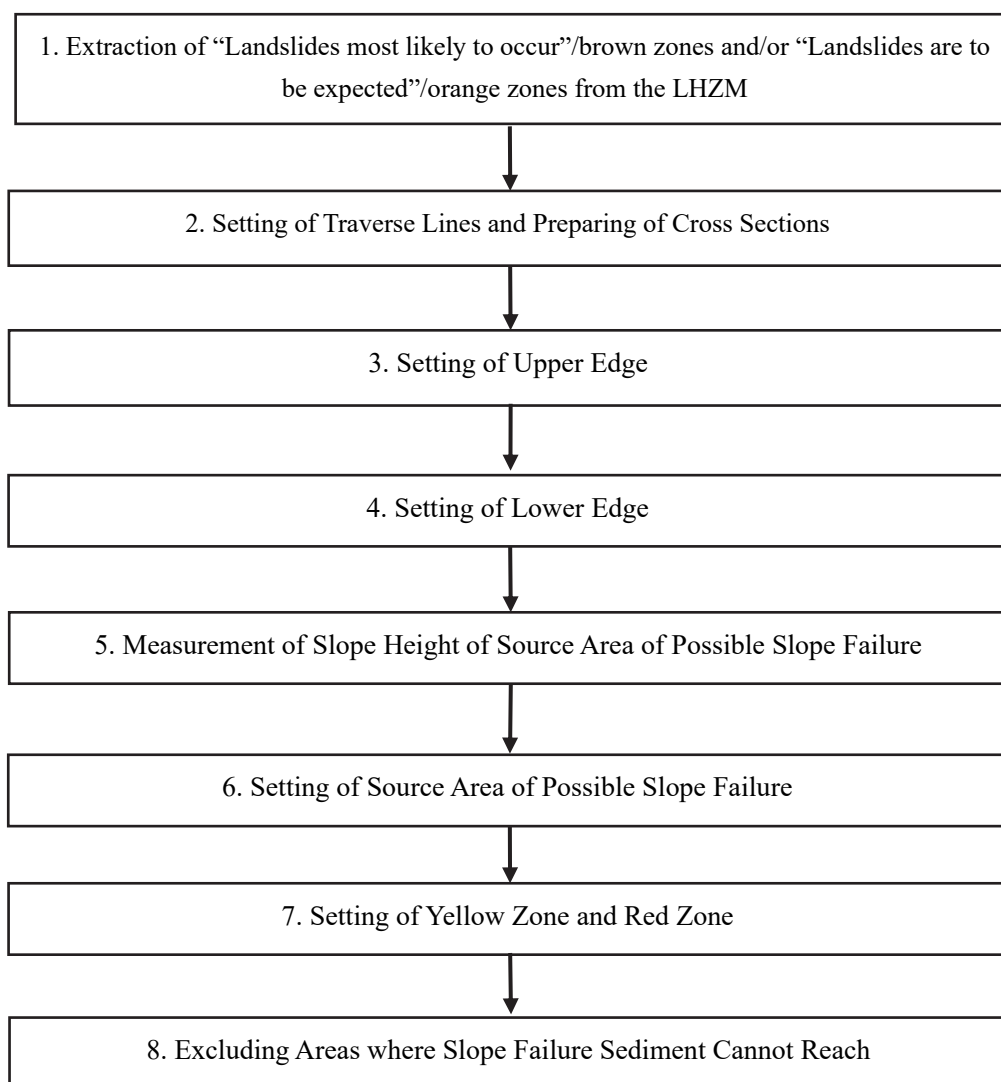 1. Extraction of “Landslides most likely to occur”/brown zones and/or “Landslides are to
be expected”/orange zones from the LHZM
2. Setting of Traverse Lines and Preparing of Cross Sections
3. Setting of Upper Edge
4. Setting of Lower Edge
5. Measurement of Slope Height of Source Area of Possible Slope Failure
6. Setting of Source Area of Possible Slope Failure
7. Setting of Yellow Zone and Red Zone
8. Excluding Areas where Slope Failure Sediment Cannot Reach